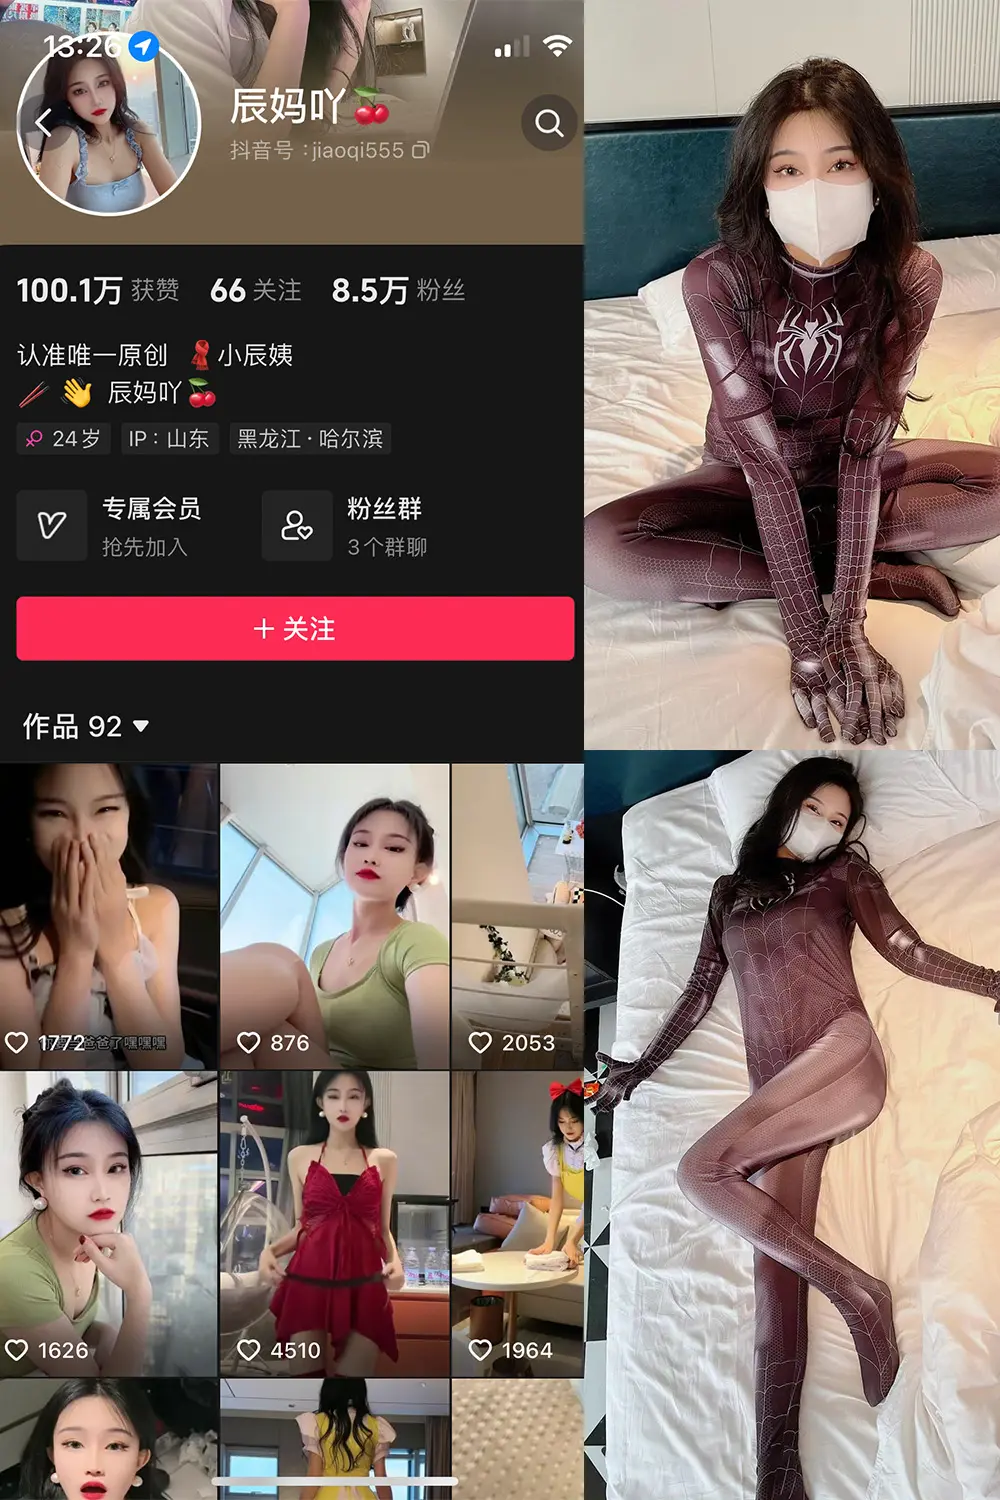 13:26
辰妈吖🍒
抖音号：jiaoqi555
100.1万 获赞 66 关注 8.5万 粉丝
认准唯一原创 🧣小辰姨
🥢 👋 辰妈吖🍒
♀ 24岁 IP：山东 黑龙江·哈尔滨
专属会员 粉丝群
抢先加入 3个群聊
+ 关注
作品 92
1772 876 2053
爸爸了嘿嘿嘿
1626 4510 1964